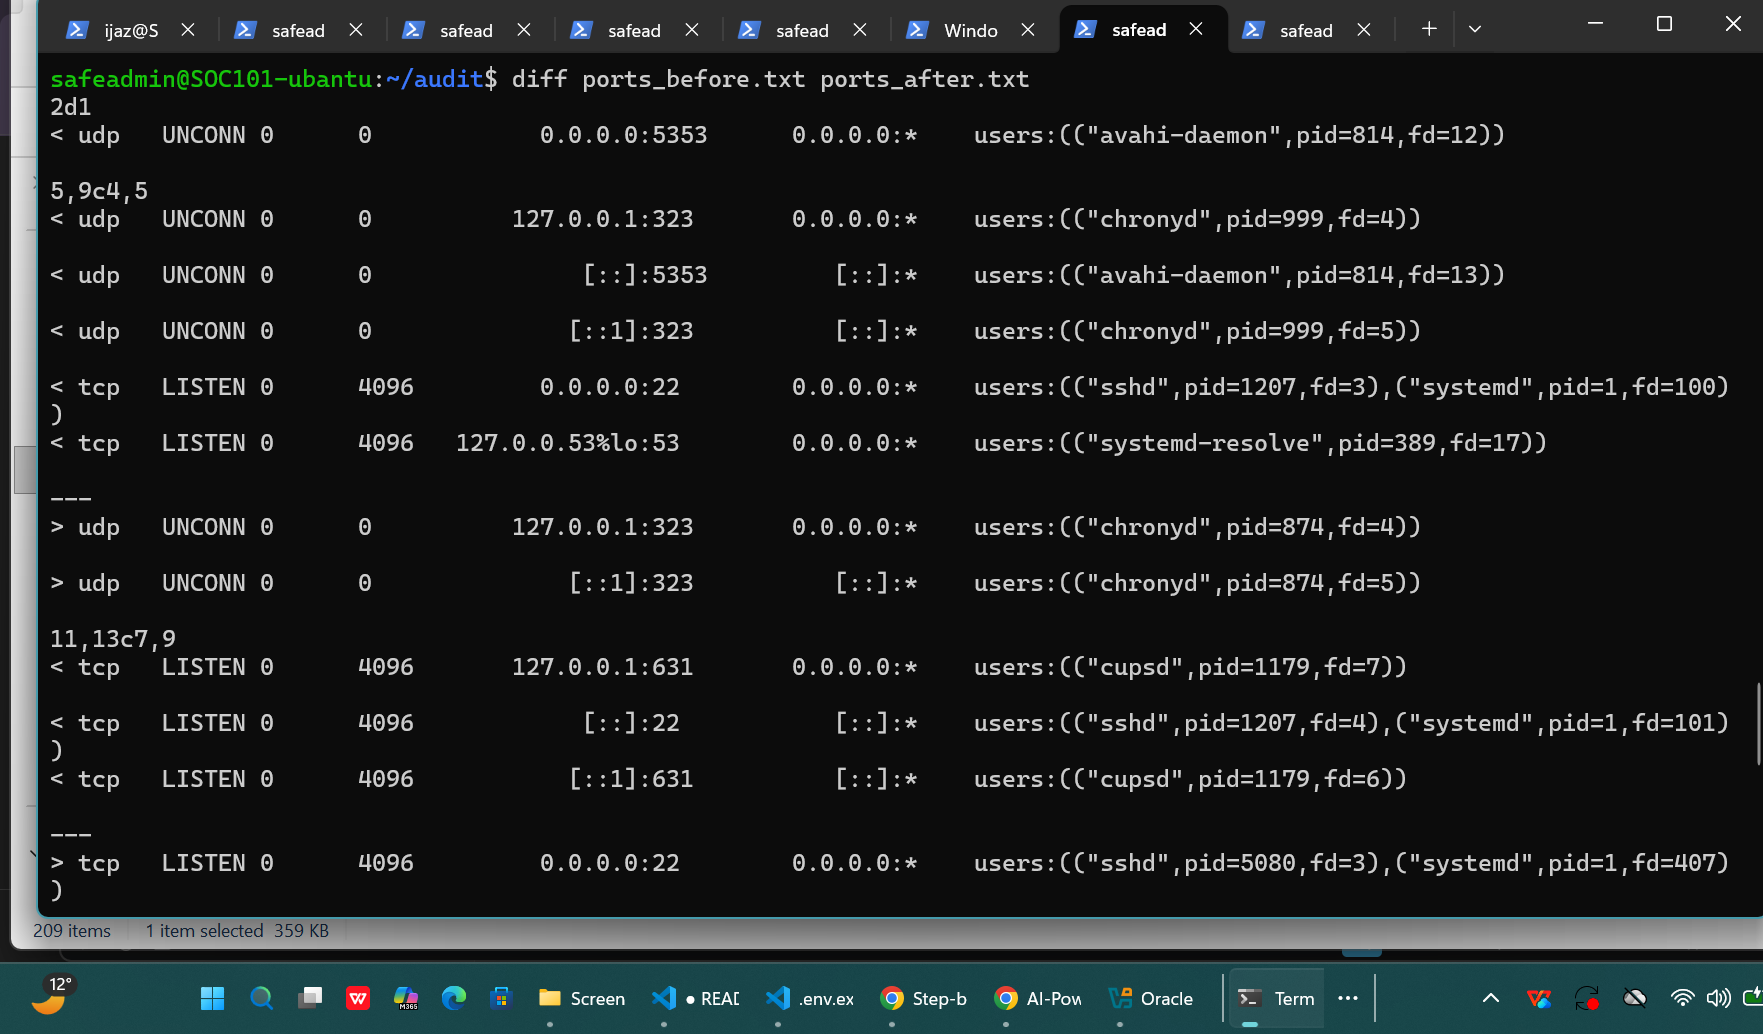 ijaz@S
safead
safead
safead
safead
Windo
safead
safead
safeadmin@SOC101-ubantu:~/audit$ diff ports_before.txt ports_after.txt
2d1
< udp   UNCONN 0      0            0.0.0.0:5353      0.0.0.0:*    users:(("avahi-daemon",pid=814,fd=12))
5,9c4,5
< udp   UNCONN 0      0          127.0.0.1:323       0.0.0.0:*    users:(("chronyd",pid=999,fd=4))
< udp   UNCONN 0      0               [::]:5353         [::]:*    users:(("avahi-daemon",pid=814,fd=13))
< udp   UNCONN 0      0              [::1]:323          [::]:*    users:(("chronyd",pid=999,fd=5))
< tcp   LISTEN 0      4096         0.0.0.0:22        0.0.0.0:*    users:(("sshd",pid=1207,fd=3),("systemd",pid=1,fd=100)
)
< tcp   LISTEN 0      4096   127.0.0.53%lo:53        0.0.0.0:*    users:(("systemd-resolve",pid=389,fd=17))
---
> udp   UNCONN 0      0          127.0.0.1:323       0.0.0.0:*    users:(("chronyd",pid=874,fd=4))
> udp   UNCONN 0      0              [::1]:323          [::]:*    users:(("chronyd",pid=874,fd=5))
11,13c7,9
< tcp   LISTEN 0      4096       127.0.0.1:631       0.0.0.0:*    users:(("cupsd",pid=1179,fd=7))
< tcp   LISTEN 0      4096            [::]:22           [::]:*    users:(("sshd",pid=1207,fd=4),("systemd",pid=1,fd=101)
)
< tcp   LISTEN 0      4096           [::1]:631          [::]:*    users:(("cupsd",pid=1179,fd=6))
---
> tcp   LISTEN 0      4096         0.0.0.0:22        0.0.0.0:*    users:(("sshd",pid=5080,fd=3),("systemd",pid=1,fd=407)
)
209 items 1 item selected 359 KB
12°
M365
Screen
● READ
.env.ex
Step-b
AI-Pow
Oracle
Term